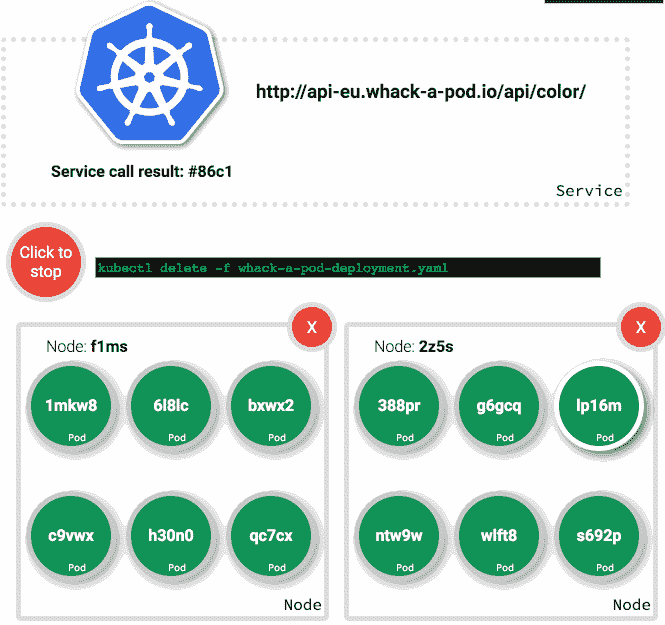 http://api-eu.whack-a-pod.io/api/color/
Service call result: #86c1
Service
Click to
stop
kubectl delete -f whack-a-pod-deployment.yaml
X
X
Node: f1ms
Node: 2z5s
1mkw8
Pod
6l8lc
Pod
bxwx2
Pod
388pr
Pod
g6gcq
Pod
lp16m
Pod
c9vwx
Pod
h30n0
Pod
qc7cx
Pod
ntw9w
Pod
wlft8
Pod
s692p
Pod
Node
Node